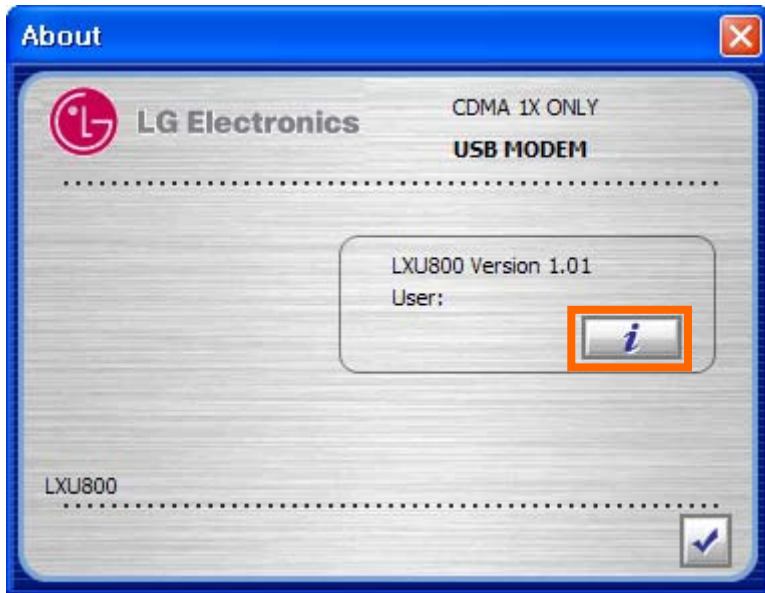 About
LG Electronics
CDMA 1X ONLY
USB MODEM
LXU800 Version 1.01
User:
i
LXU800